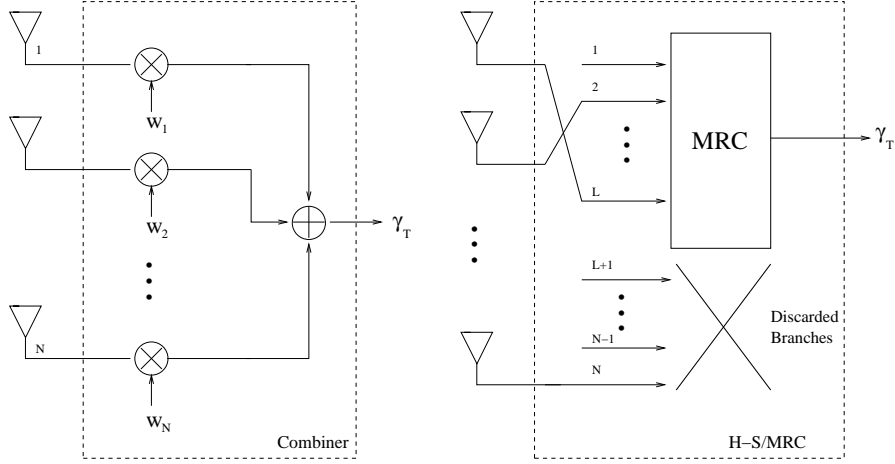 1
W1
W2
N
WN
γT
Combiner
1
2
L
MRC
γT
L+1
N−1
N
Discarded
Branches
H−S/MRC